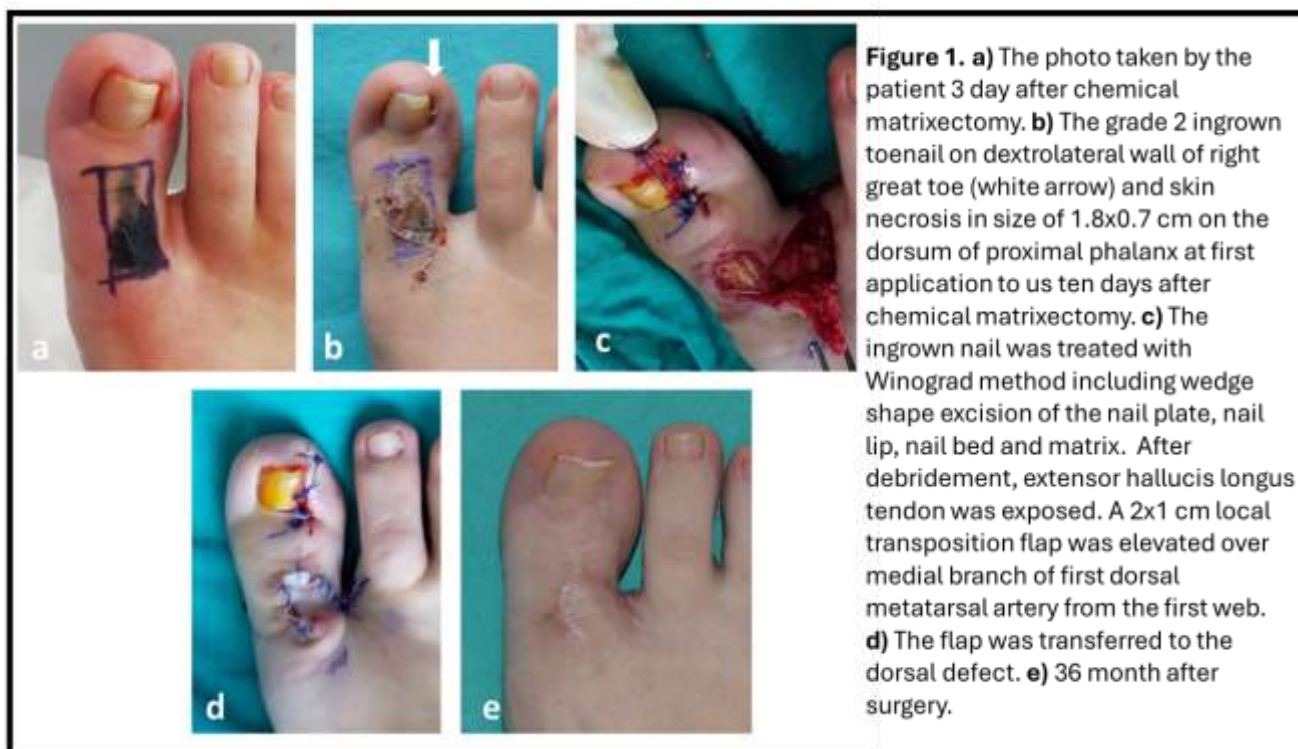 a
b
c
d
e
Figure 1. a) The photo taken by the
patient 3 day after chemical
matrixectomy. b) The grade 2 ingrown
toenail on dextrolateral wall of right
great toe (white arrow) and skin
necrosis in size of 1.8x0.7 cm on the
dorsum of proximal phalanx at first
application to us ten days after
chemical matrixectomy. c) The
ingrown nail was treated with
Winograd method including wedge
shape excision of the nail plate, nail
lip, nail bed and matrix. After
debridement, extensor hallucis longus
tendon was exposed. A 2x1 cm local
transposition flap was elevated over
medial branch of first dorsal
metatarsal artery from the first web.
d) The flap was transferred to the
dorsal defect. e) 36 month after
surgery.